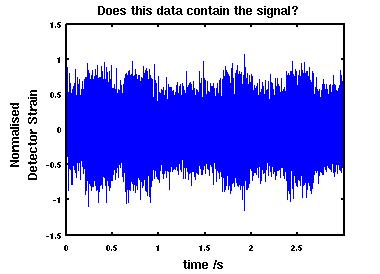 Does this data contain the signal?
Normalised
Detector Strain
1.5
1
0.5
0
-0.5
-1
-1.5
0 0.5 1 1.5 2 2.5
time /s